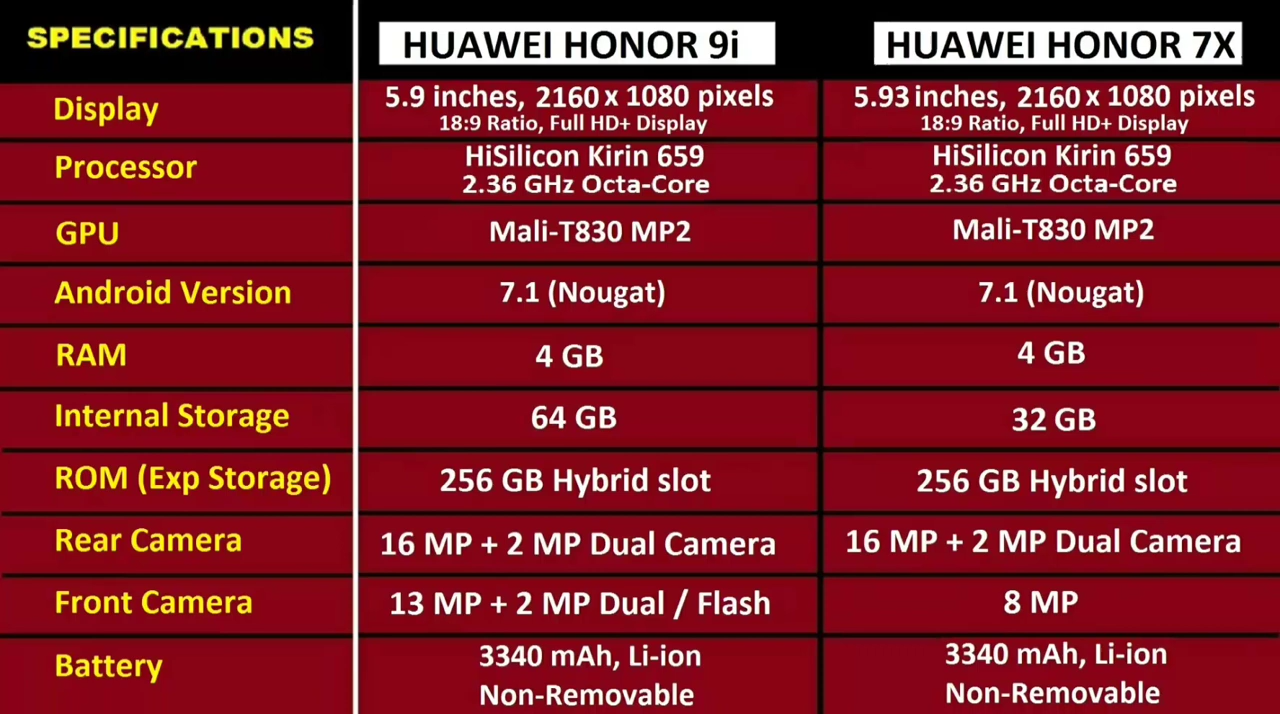 SPECIFICATIONS
HUAWEI HONOR 9i
HUAWEI HONOR 7X
Display
5.9 inches, 2160 x 1080 pixels
18:9 Ratio, Full HD+ Display
5.93 inches, 2160 x 1080 pixels
18:9 Ratio, Full HD+ Display
Processor
HiSilicon Kirin 659
2.36 GHz Octa-Core
HiSilicon Kirin 659
2.36 GHz Octa-Core
GPU
Mali-T830 MP2
Mali-T830 MP2
Android Version
7.1 (Nougat)
7.1 (Nougat)
RAM
4 GB
4 GB
Internal Storage
64 GB
32 GB
ROM (Exp Storage)
256 GB Hybrid slot
256 GB Hybrid slot
Rear Camera
16 MP + 2 MP Dual Camera
16 MP + 2 MP Dual Camera
Front Camera
13 MP + 2 MP Dual / Flash
8 MP
Battery
3340 mAh, Li-ion
Non-Removable
3340 mAh, Li-ion
Non-Removable